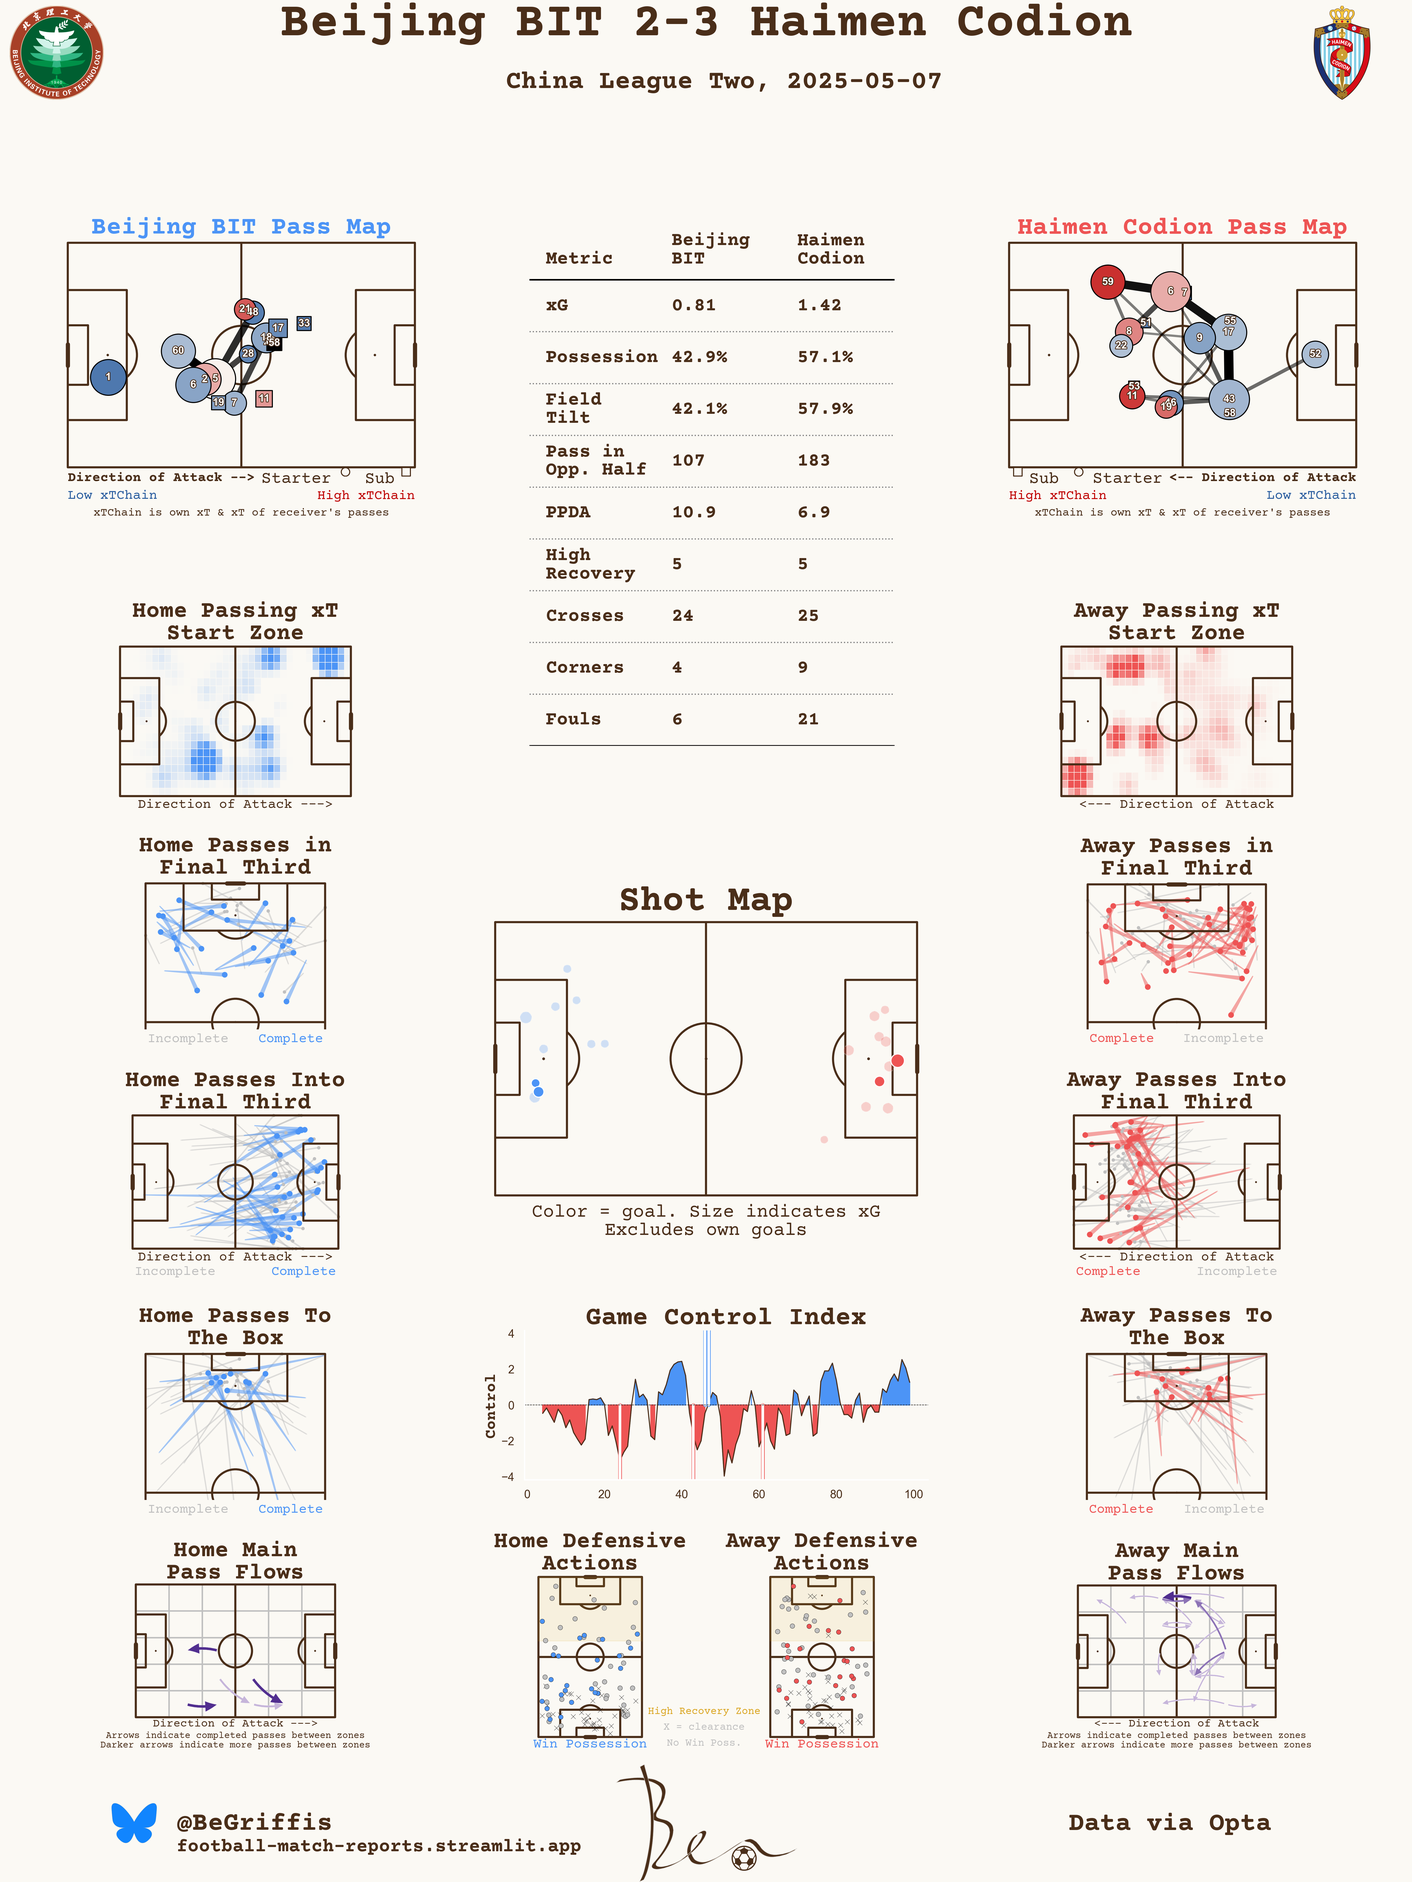 Beijing BIT 2-3 Haimen Codion
China League Two, 2025-05-07
北京理工大学
BEIJING INSTITUTE OF TECHNOLOGY
1940
HAIMEN
CODION
Beijing BIT Pass Map
1
60
6
2
5
19
7
11
21
48
18
17
58
28
33
Direction of Attack --> Starter Sub
Low xTChain High xTChain
xTChain is own xT & xT of receiver's passes
Metric Beijing BIT Haimen Codion
xG 0.81 1.42
Possession 42.9% 57.1%
Field Tilt 42.1% 57.9%
Pass in Opp. Half 107 183
PPDA 10.9 6.9
High Recovery 5 5
Crosses 24 25
Corners 4 9
Fouls 6 21
Haimen Codion Pass Map
59
6
7
51
8
22
9
55
17
52
53
11
19
43
58
Sub Starter <-- Direction of Attack
High xTChain Low xTChain
xTChain is own xT & xT of receiver's passes
Home Passing xT
Start Zone
Direction of Attack --->
Away Passing xT
Start Zone
<--- Direction of Attack
Home Passes in
Final Third
Incomplete Complete
Away Passes in
Final Third
Complete Incomplete
Shot Map
Color = goal. Size indicates xG
Excludes own goals
Home Passes Into
Final Third
Direction of Attack --->
Incomplete Complete
Away Passes Into
Final Third
<--- Direction of Attack
Complete Incomplete
Home Passes To
The Box
Incomplete Complete
Game Control Index
Control
4
2
0
−2
−4
0 20 40 60 80 100
Away Passes To
The Box
Complete Incomplete
Home Main
Pass Flows
Direction of Attack --->
Arrows indicate completed passes between zones
Darker arrows indicate more passes between zones
Home Defensive
Actions
Win Possession
Away Defensive
Actions
Win Possession
High Recovery Zone
X = clearance
No Win Poss.
Away Main
Pass Flows
<--- Direction of Attack
Arrows indicate completed passes between zones
Darker arrows indicate more passes between zones
@BeGriffis
football-match-reports.streamlit.app
Ben
Data via Opta